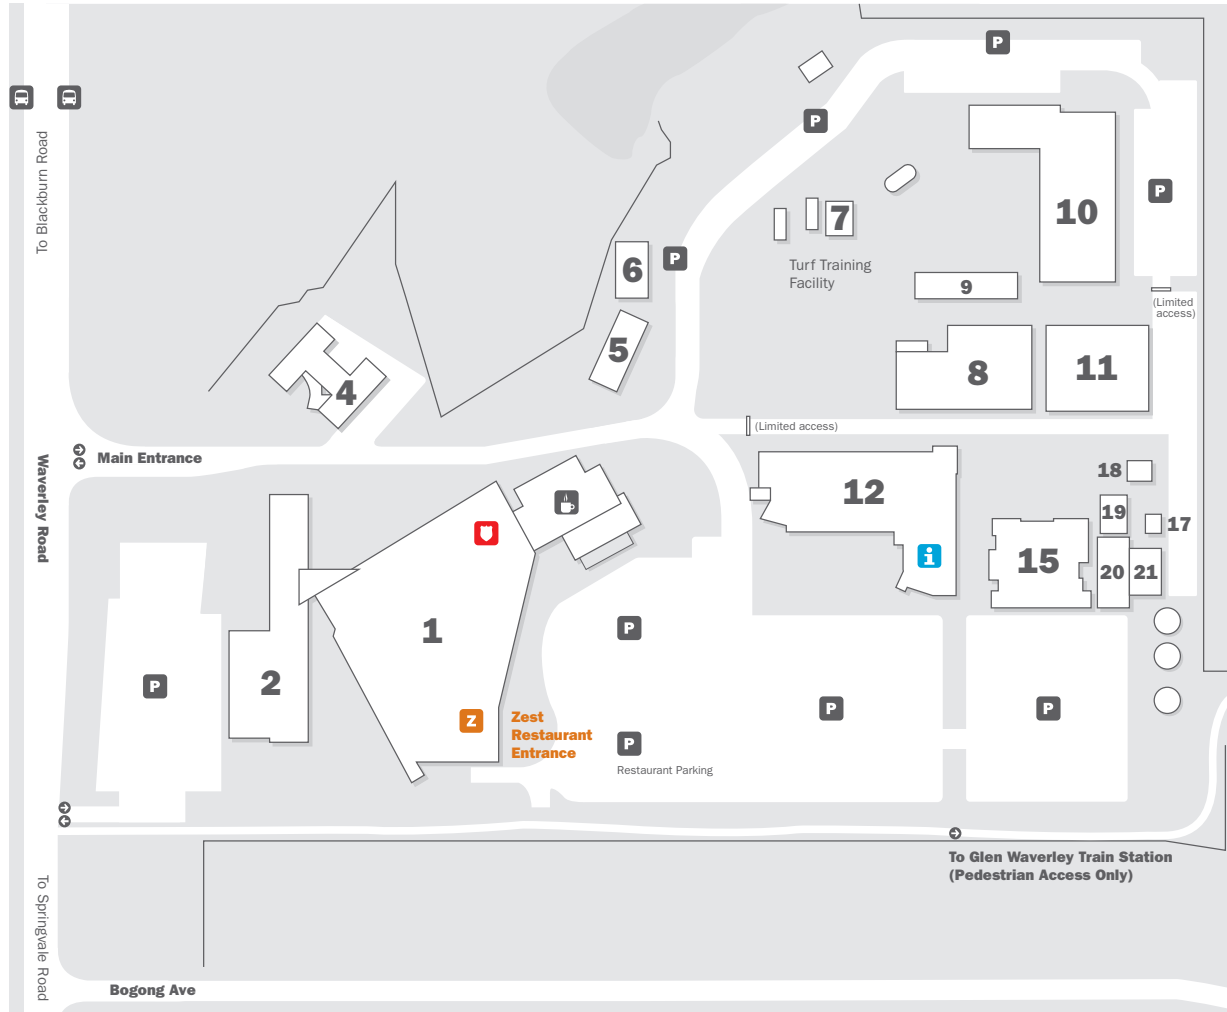 P
P
To Blackburn Road
P
10
7
6
P
Turf Training
Facility
9
(Limited
access)
5
8
11
4
(Limited access)
Main Entrance
Waverley Road
18
12
19
17
i
15
20
21
1
P
2
P
Z
Zest
Restaurant
Entrance
P
P
P
Restaurant Parking
To Glen Waverley Train Station
(Pedestrian Access Only)
To Springvale Road
Bogong Ave